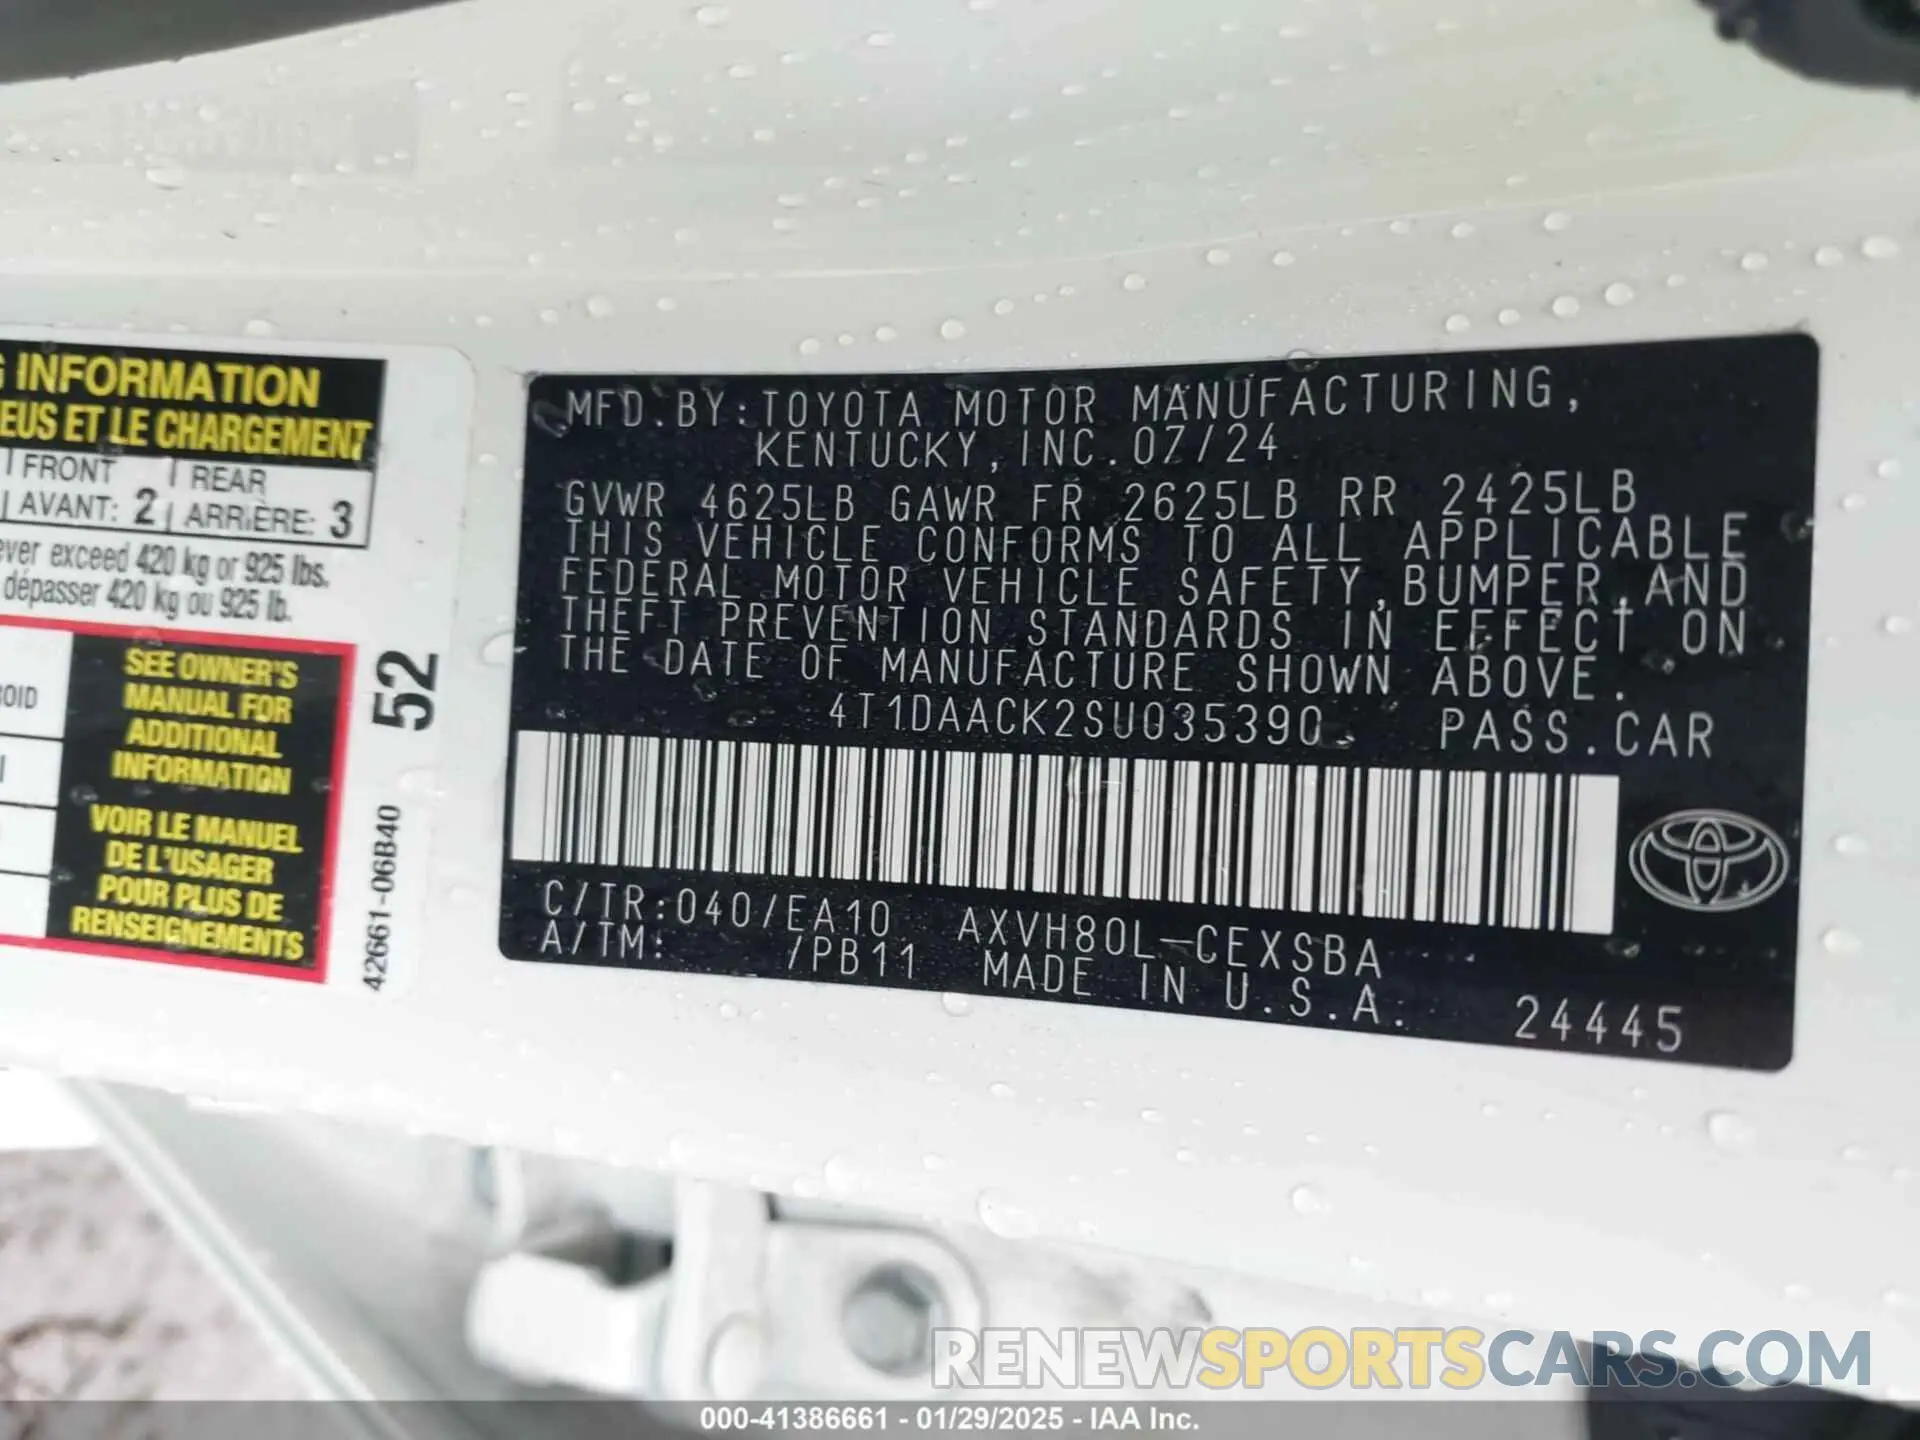 INFORMATION
EUS ET LE CHARGEMENT
FRONT REAR
AVANT: 2 ARRIÈRE: 3
ever exceed 420 kg or 925 lbs.
dépasser 420 kg ou 925 lb.
SEE OWNER'S
MANUAL FOR
ADDITIONAL
INFORMATION
VOIR LE MANUEL
DE L'USAGER
POUR PLUS DE
RENSEIGNEMENTS
52
42661-06B40
MFD.BY:TOYOTA MOTOR MANUFACTURING,
KENTUCKY,INC.07/24
GVWR 4625LB GAWR FR 2625LB RR 2425LB
THIS VEHICLE CONFORMS TO ALL APPLICABLE
FEDERAL MOTOR VEHICLE SAFETY,BUMPER,AND
THEFT PREVENTION STANDARDS IN EFFECT ON
THE DATE OF MANUFACTURE SHOWN ABOVE.
4T1DAACK2SU035390 PASS.CAR
C/TR:040/EA10 AXVH80L-CEXSBA
A/TM: /PB11 MADE IN U.S.A.
24445
RENEWSPORTSCARS.COM
000-41386661 - 01/29/2025 - IAA Inc.